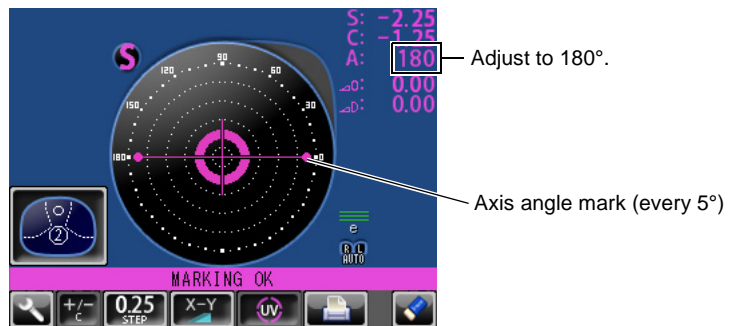 S: -2.25
C: -1.25
A: 180
Adjust to 180°.
⊿O: 0.00
⊿D: 0.00
S
90
120
60
150
30
180
0
Axis angle mark (every 5°)
2
e
R L
AUTO
MARKING OK
+/-
C
0.25
STEP
X-Y
UV